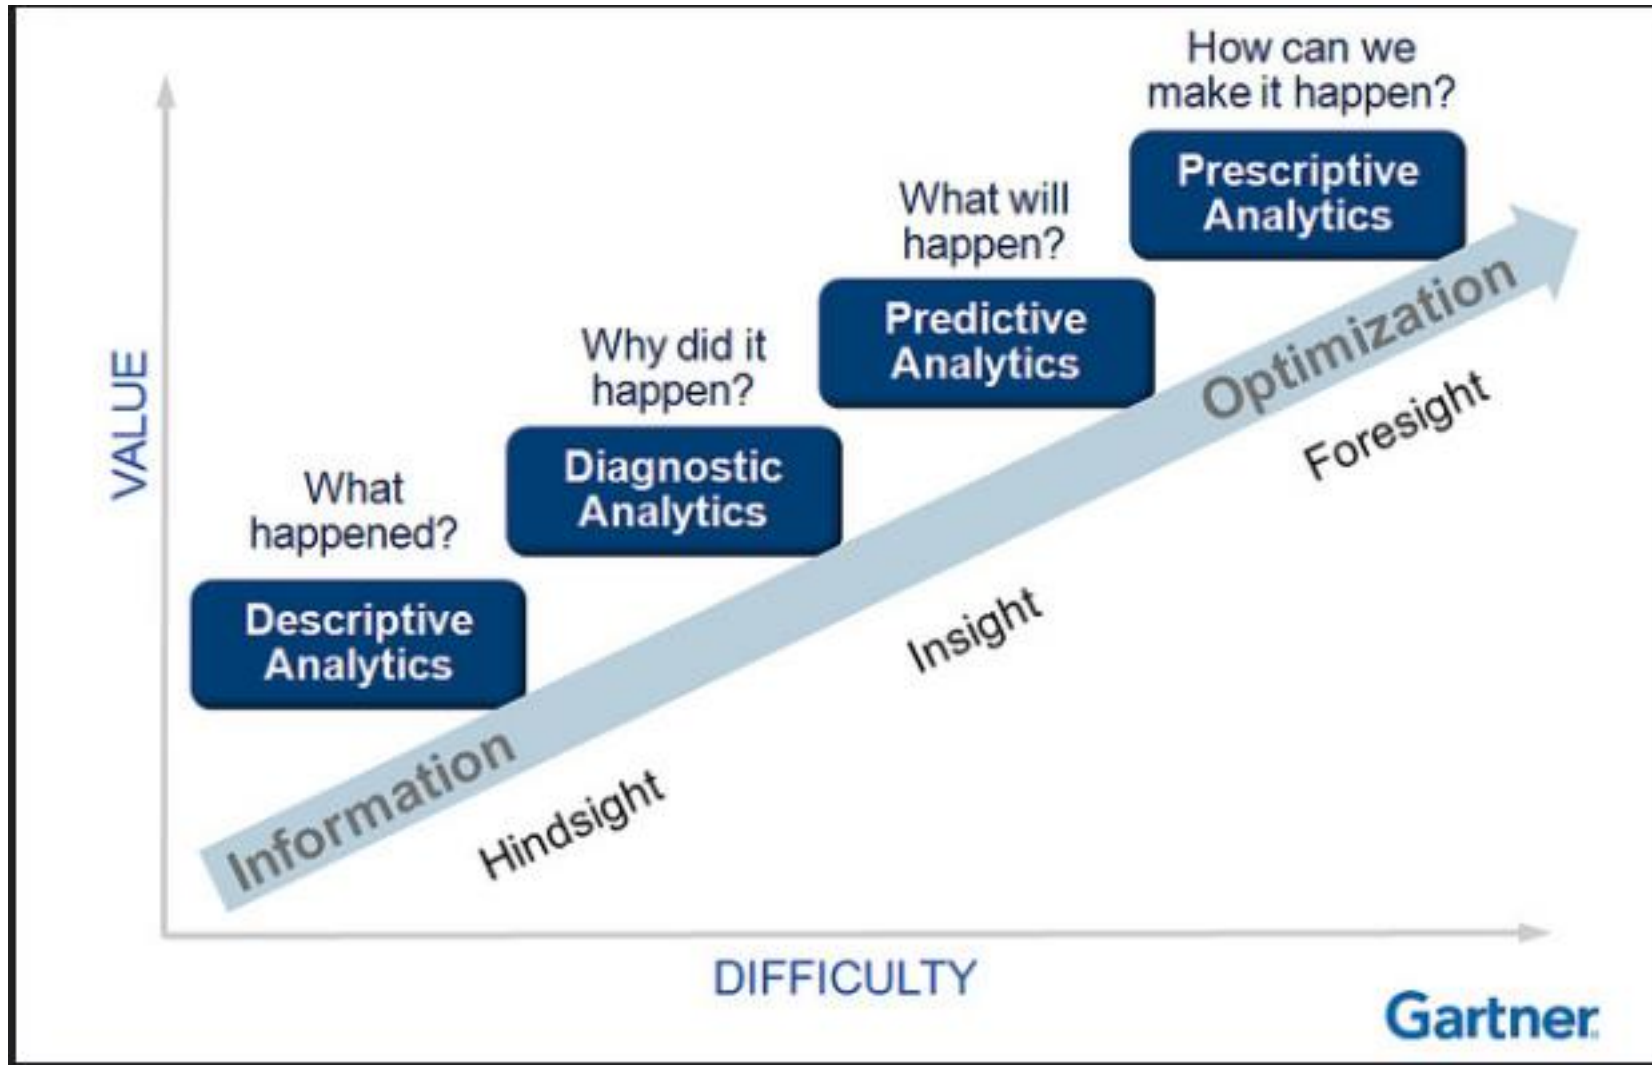 How can we
make it happen?
Prescriptive
Analytics
What will
happen?
Predictive
Analytics
Why did it
happen?
Diagnostic
Analytics
What
happened?
Descriptive
Analytics
VALUE
Information
Optimization
Hindsight
Insight
Foresight
DIFFICULTY
Gartner